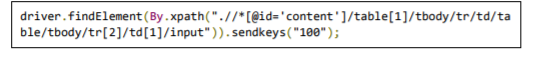 driver.findElement(By.xpath(".//*[@id='content']/table[1]/tbody/tr/td/ta
ble/tbody/tr[2]/td[1]/input")).sendkeys("100");